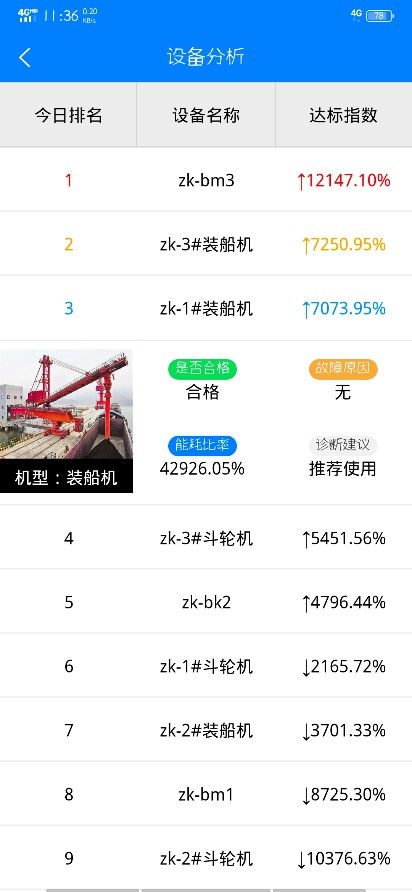 4G HD 11:36 0.20 KB/s 4G 78
设备分析
今日排名 设备名称 达标指数
1 zk-bm3 ↑12147.10%
2 zk-3#装船机 ↑7250.95%
3 zk-1#装船机 ↑7073.95%
是否合格 故障原因
合格 无
能耗比率 诊断建议
42926.05% 推荐使用
机型：装船机
4 zk-3#斗轮机 ↑5451.56%
5 zk-bk2 ↑4796.44%
6 zk-1#斗轮机 ↓2165.72%
7 zk-2#装船机 ↓3701.33%
8 zk-bm1 ↓8725.30%
9 zk-2#斗轮机 ↓10376.63%